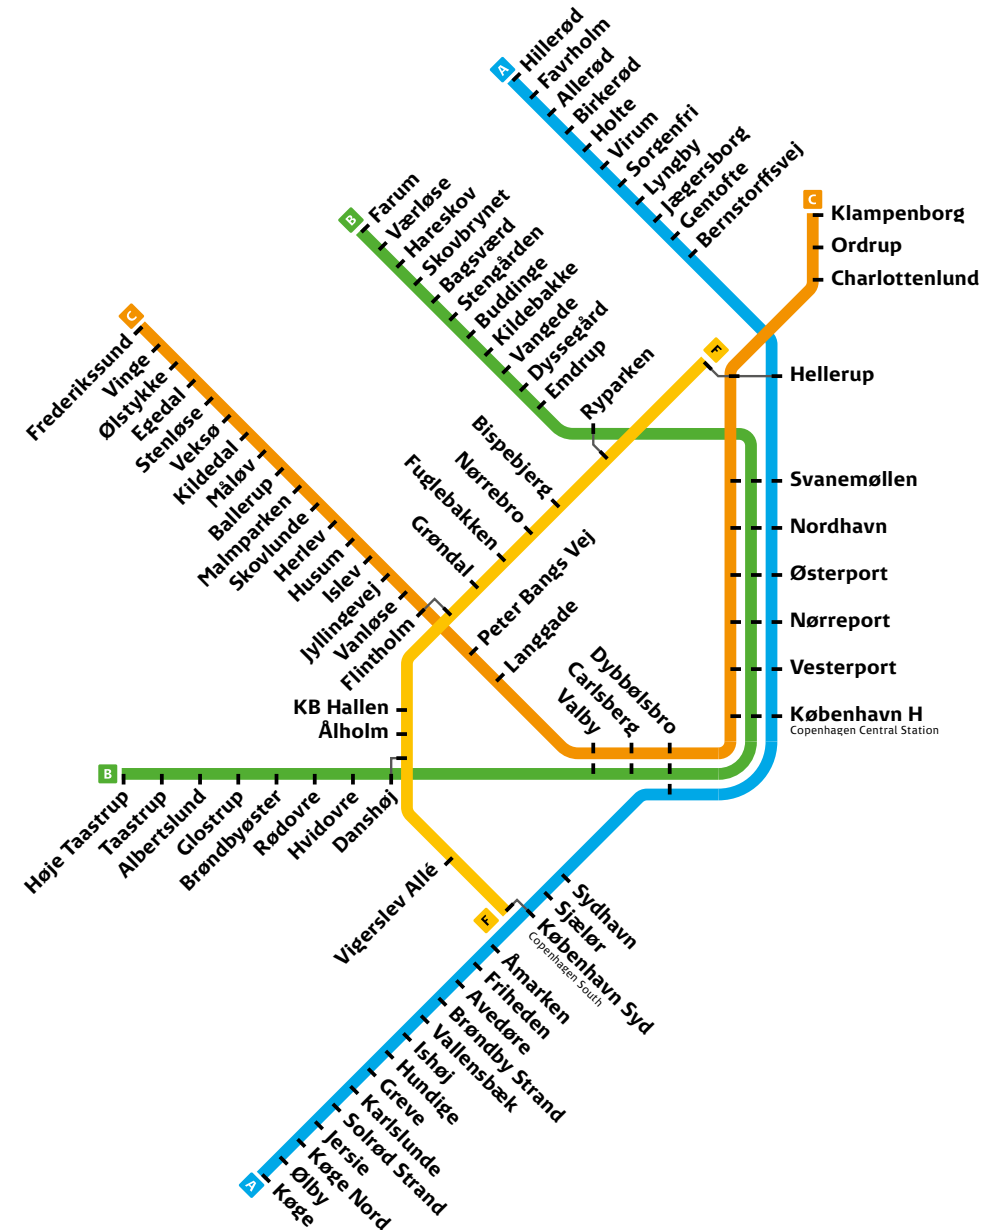 A
Hillerød
Favrholm
Allerød
Birkerød
Holte
Virum
Sorgenfri
Lyngby
Jægersborg
Gentofte
Bernstorffsvej
C
Klampenborg
Ordrup
Charlottenlund
B
Farum
Værløse
Hareskov
Skovbrynet
Bagsværd
Stengården
Buddinge
Kildebakke
Vangede
Dyssegård
Emdrup
Ryparken
C
Frederikssund
Vinge
Ølstykke
Egedal
Stenløse
Veksø
Kildedal
Måløv
Ballerup
Malmparken
Skovlunde
Herlev
Husum
Islev
Jyllingevej
Vanløse
Flintholm
Peter Bangs Vej
Langgade
Valby
Carlsberg
Dybbølsbro
F
Hellerup
Bispebjerg
Nørrebro
Fuglebakken
Grøndal
KB Hallen
Ålholm
Svanemøllen
Nordhavn
Østerport
Nørreport
Vesterport
København H
Copenhagen Central Station
B
Høje Taastrup
Taastrup
Albertslund
Glostrup
Brøndbyøster
Rødovre
Hvidovre
Danshøj
Vigerslev Allé
F
Sydhavn
Sjælør
København Syd
Copenhagen South
Åmarken
Friheden
Avedøre
Brøndby Strand
Vallensbæk
Ishøj
Hundige
Greve
Karlslunde
Solrød Strand
Jersie
Køge Nord
Ølby
Køge
A